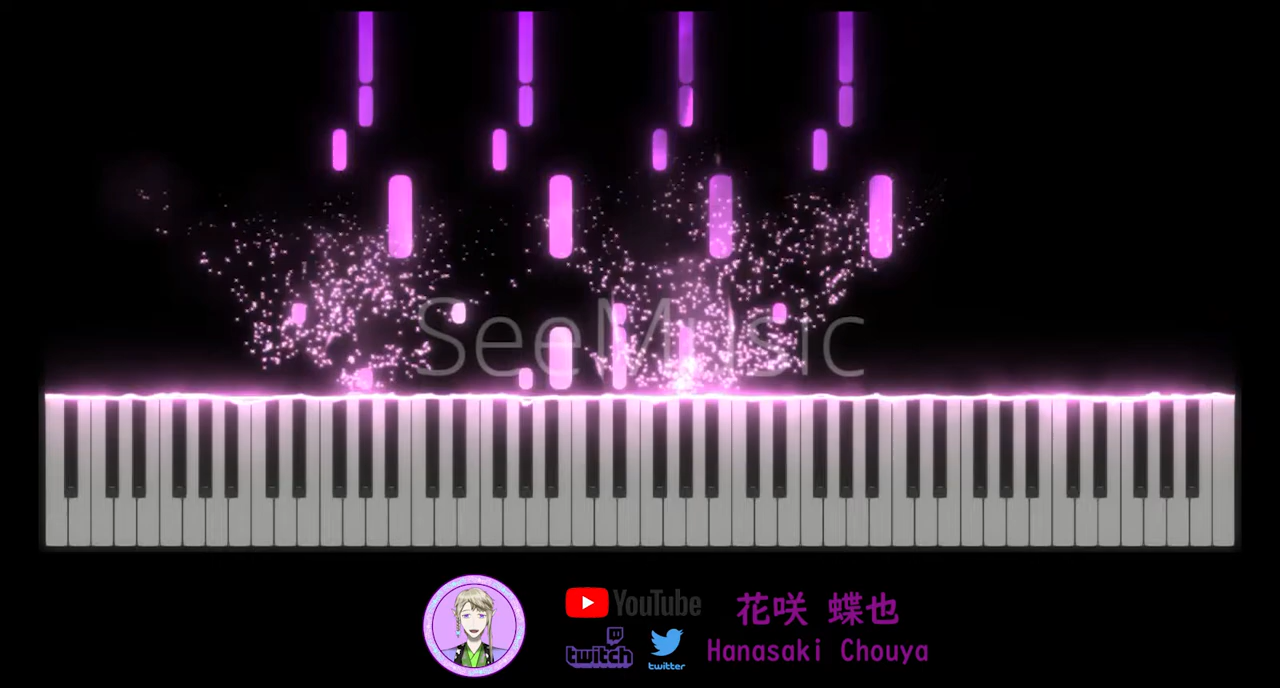 SeeMusic
YouTube
花咲 蝶也
twitch
twitter
Hanasaki Chouya